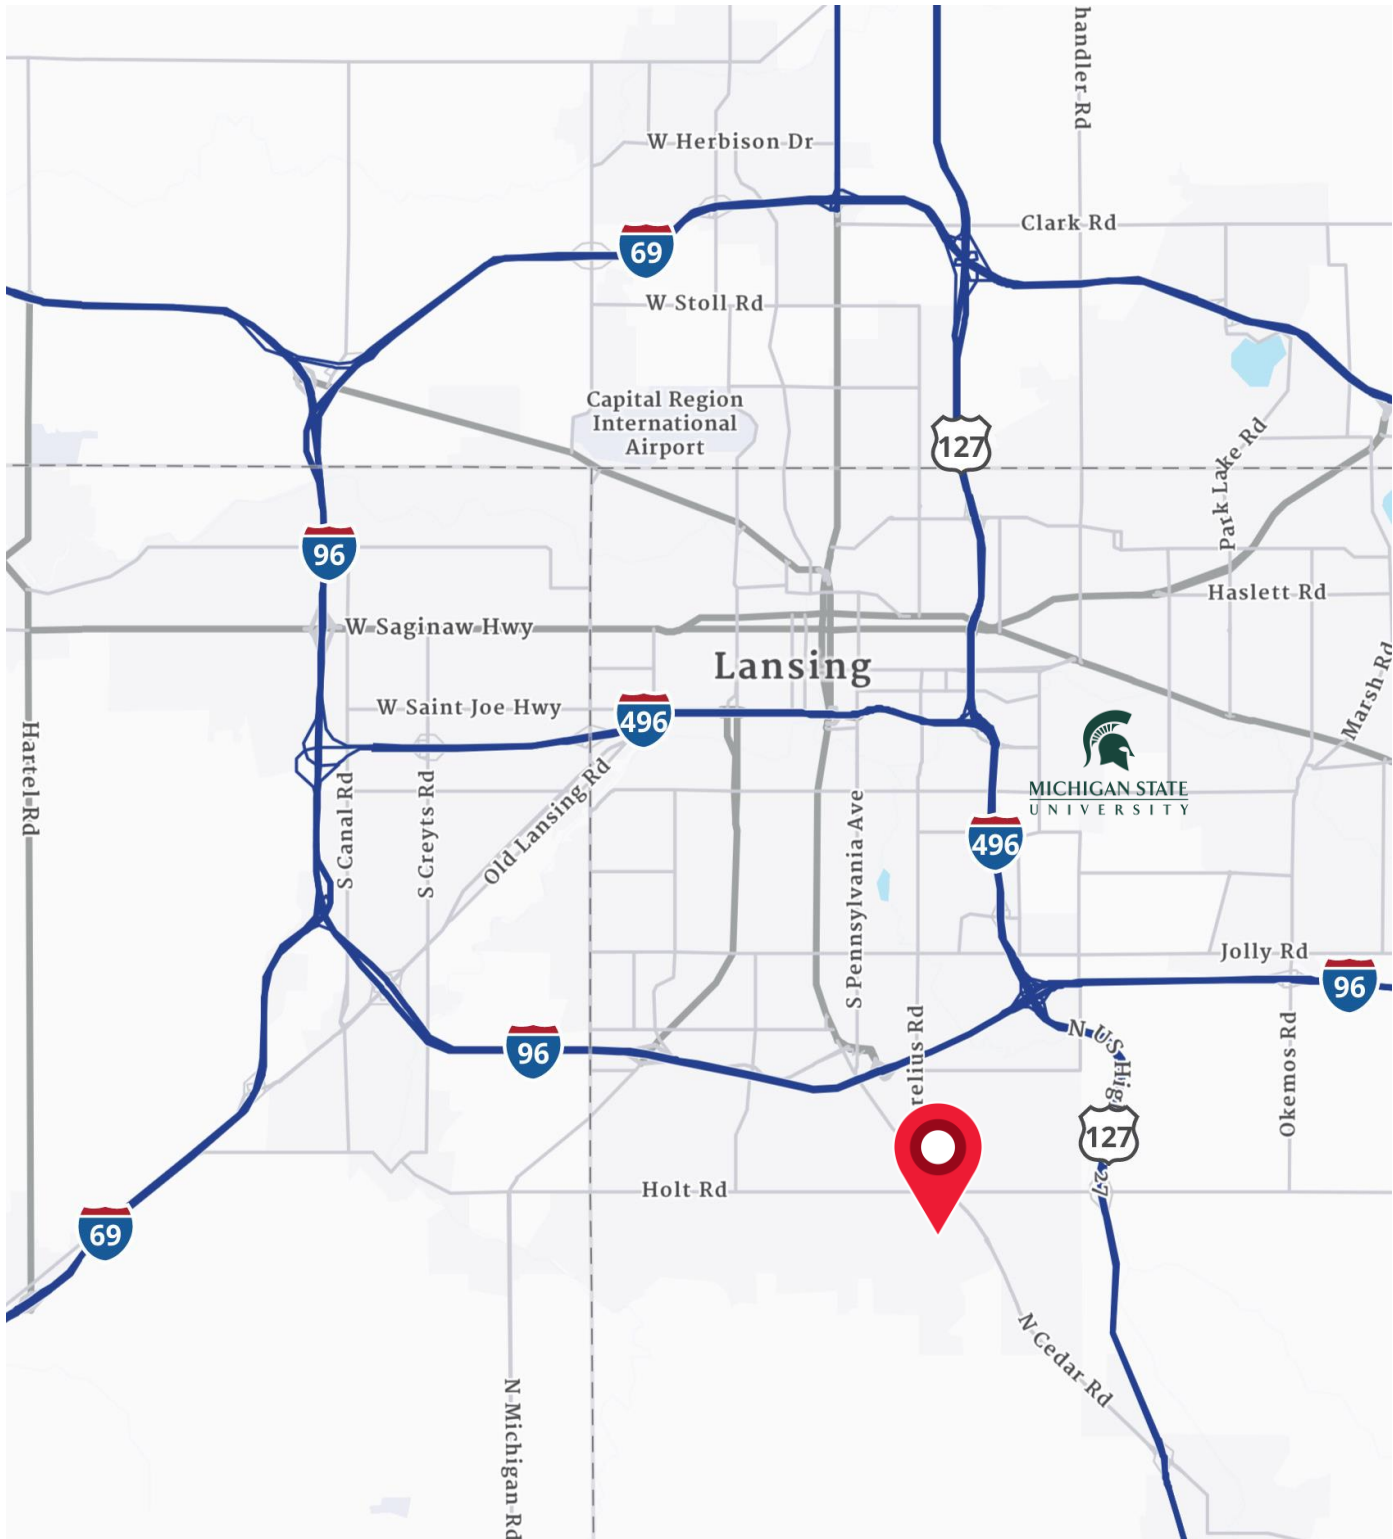 handler Rd
W Herbison Dr
Clark Rd
69
W Stoll Rd
Capital Region
International
Airport
127
Park Lake Rd
96
Haslett Rd
W Saginaw Hwy
Lansing
Marsh Rd
W Saint Joe Hwy
496
Hartel Rd
MICHIGAN STATE
UNIVERSITY
S Canal Rd
S Creyts Rd
Old Lansing Rd
S Pennsylvania Ave
496
Jolly Rd
96
96
N US Hig
27
relius Rd
Okemos Rd
127
Holt Rd
69
N Cedar Rd
N Michigan Rd